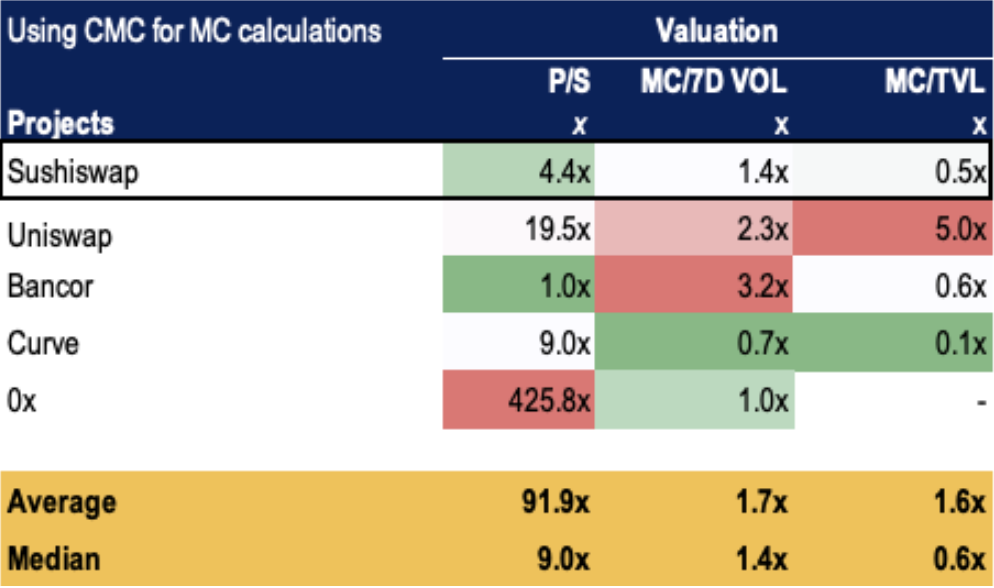 Using CMC for MC calculations Valuation
P/S MC/7D VOL MC/TVL
Projects x x x
Sushiswap 4.4x 1.4x 0.5x
Uniswap 19.5x 2.3x 5.0x
Bancor 1.0x 3.2x 0.6x
Curve 9.0x 0.7x 0.1x
0x 425.8x 1.0x -
Average 91.9x 1.7x 1.6x
Median 9.0x 1.4x 0.6x